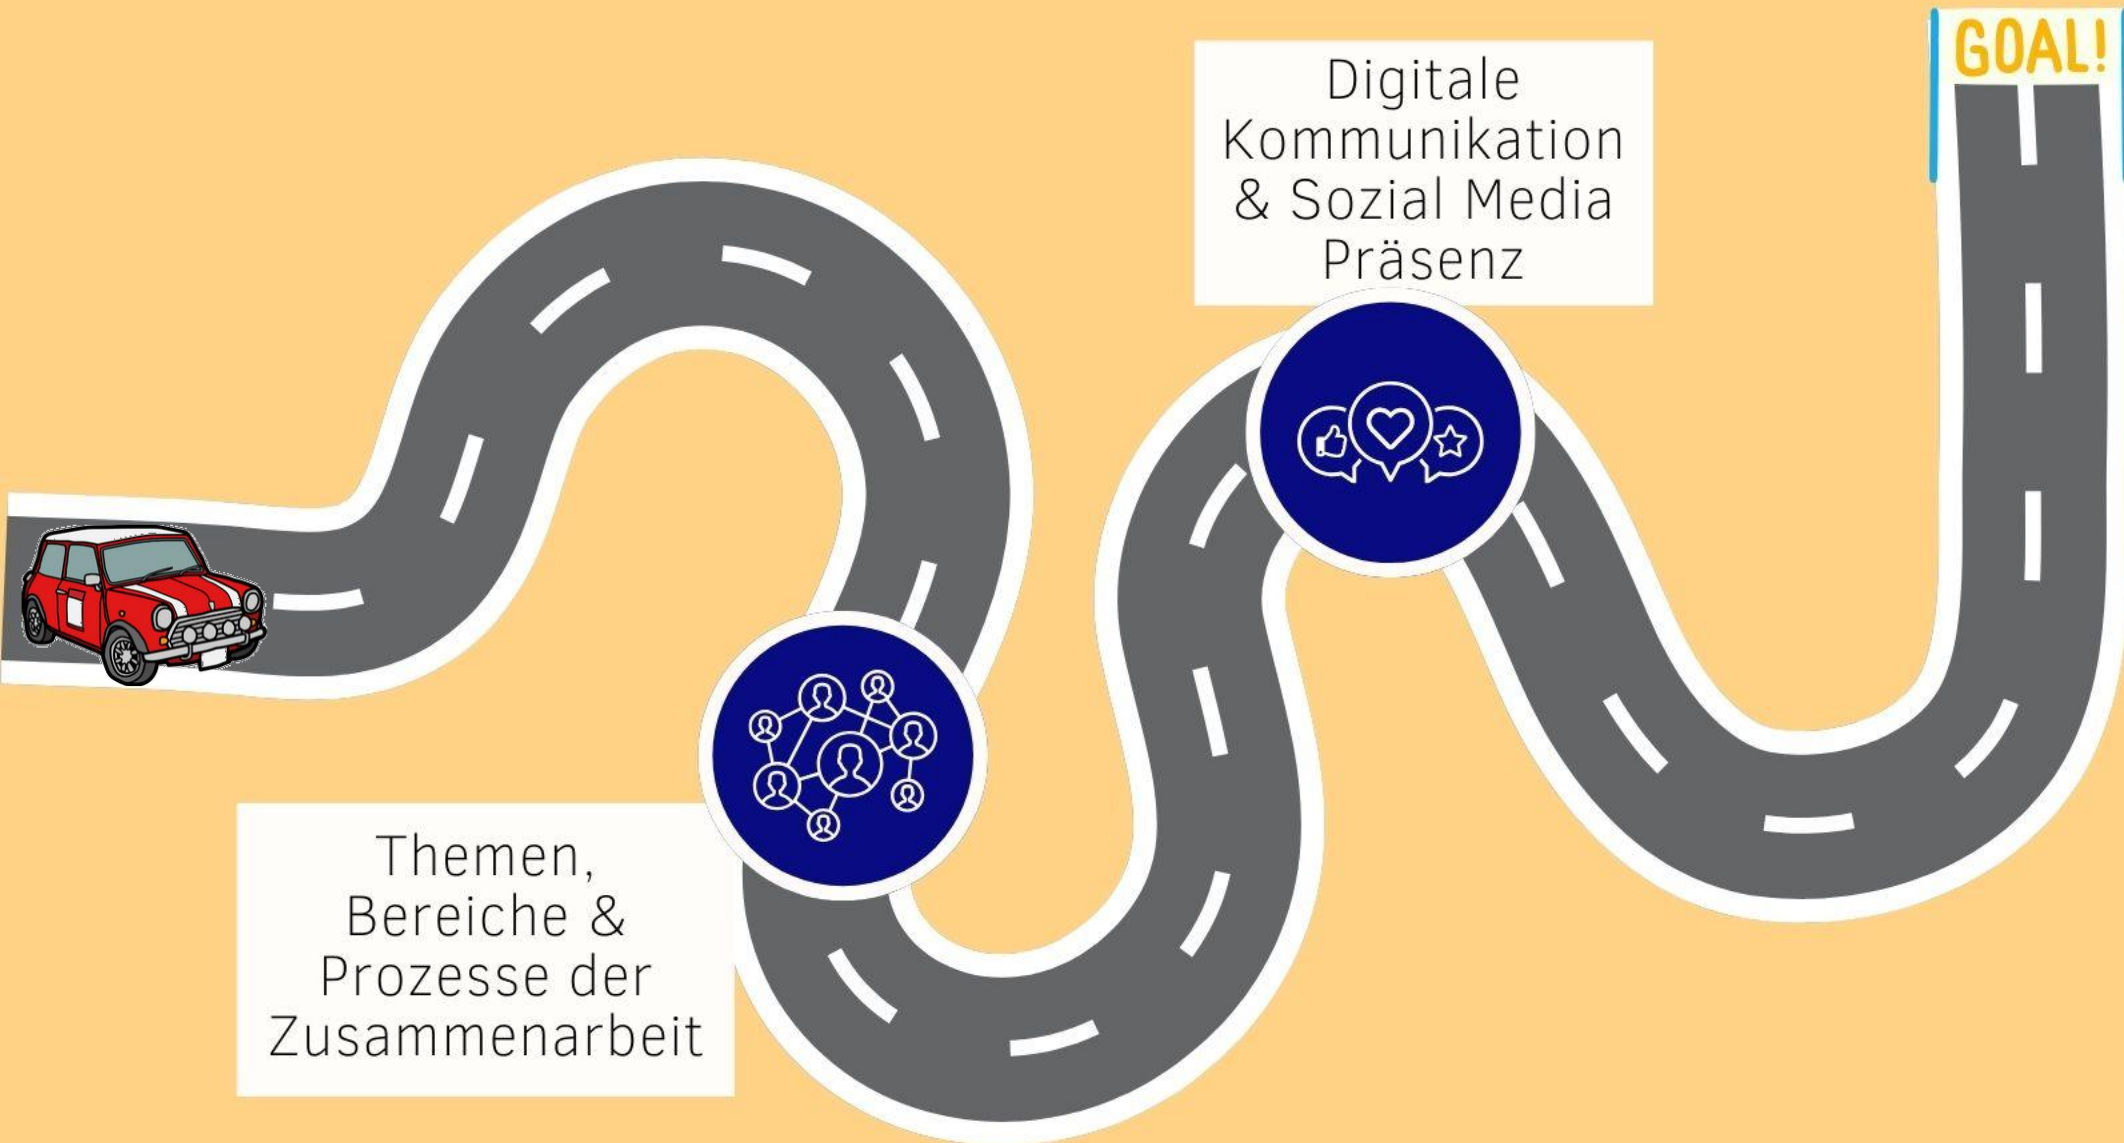 GOAL!
Digitale
Kommunikation
& Sozial Media
Präsenz
Themen,
Bereiche &
Prozesse der
Zusammenarbeit